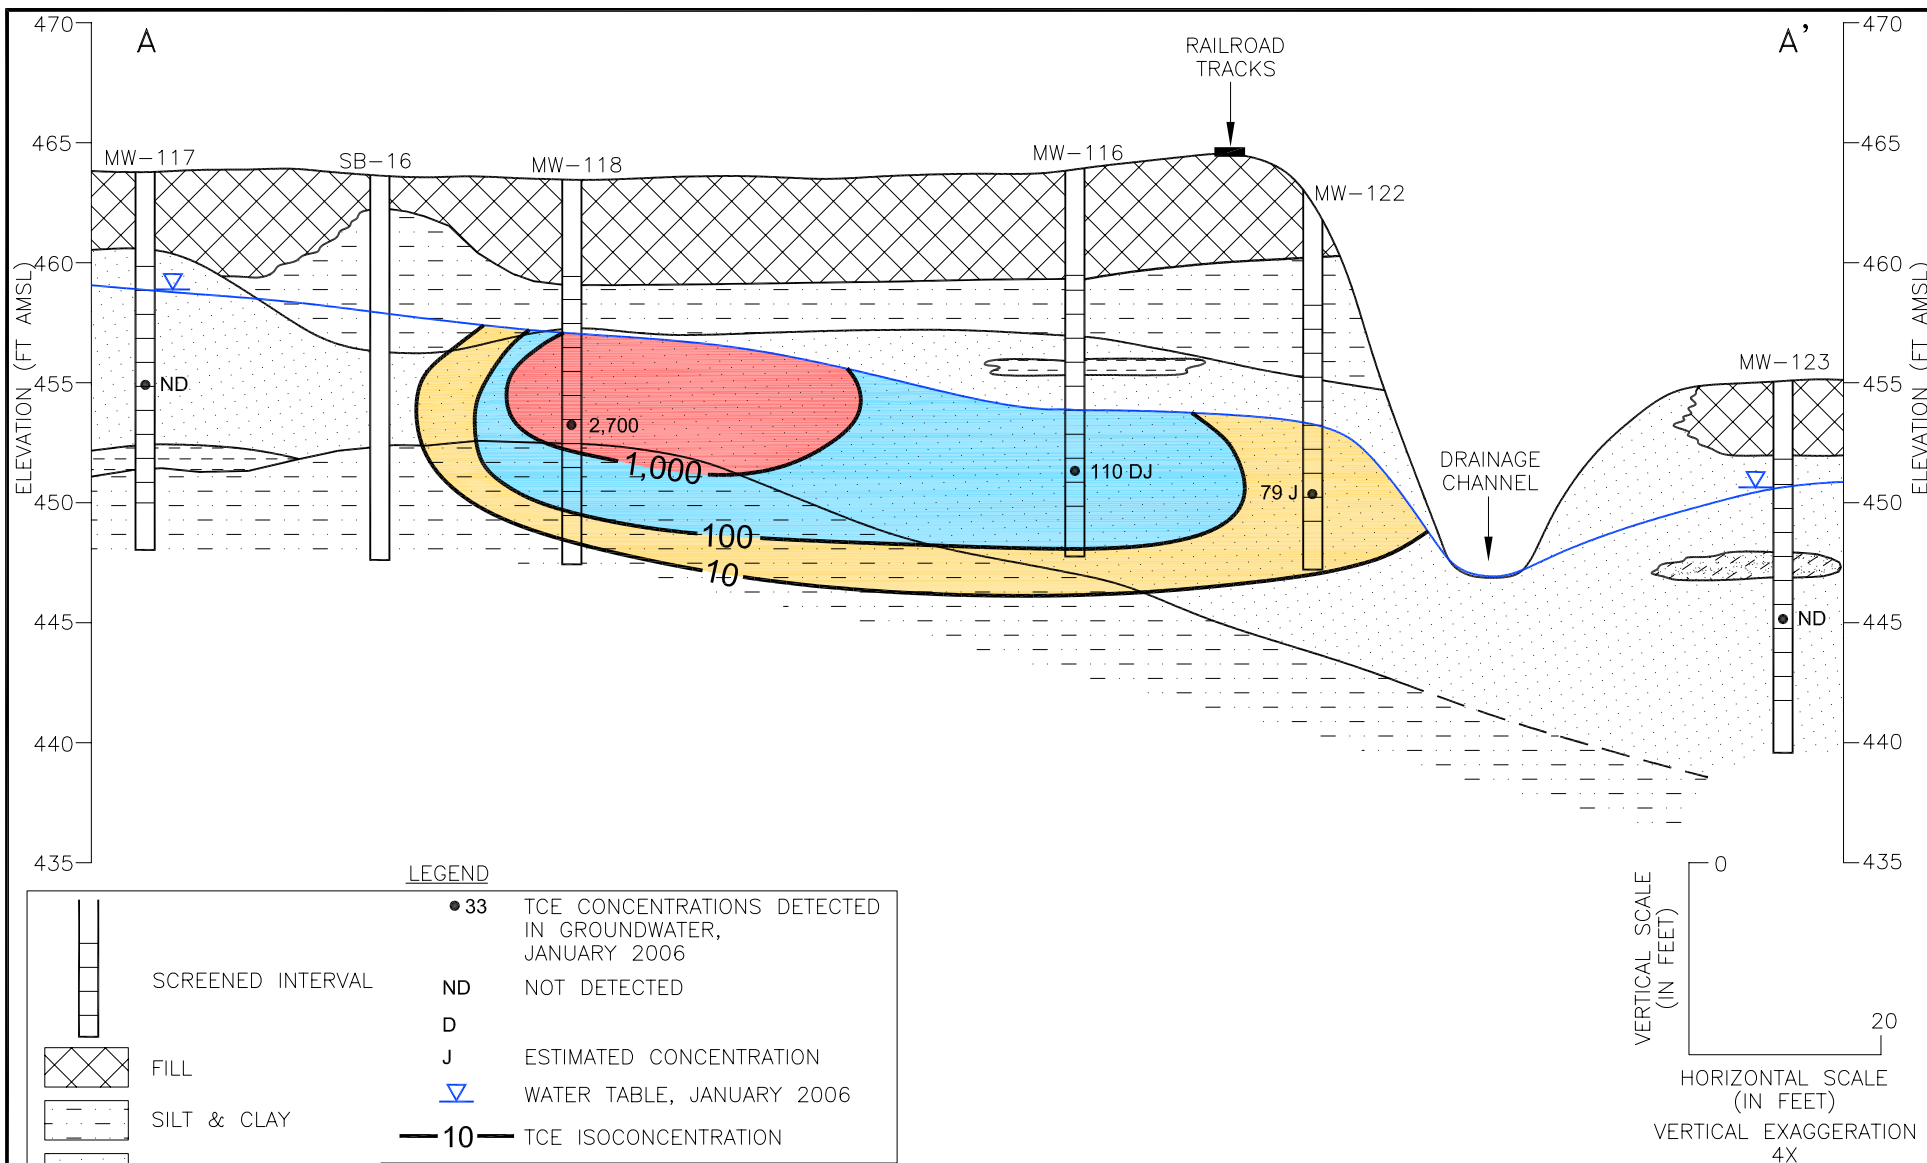 A
A'
RAILROAD
TRACKS
470
465
460
455
450
445
440
435
ELEVATION (FT AMSL)
470
465
460
455
450
445
440
435
ELEVATION (FT AMSL)
MW-117
SB-16
MW-118
MW-116
MW-122
MW-123
ND
2,700
1,000
110 DJ
79 J
100
10
DRAINAGE
CHANNEL
ND
LEGEND
SCREENED INTERVAL
FILL
SILT & CLAY
33 TCE CONCENTRATIONS DETECTED
IN GROUNDWATER,
JANUARY 2006
ND NOT DETECTED
D
J ESTIMATED CONCENTRATION
WATER TABLE, JANUARY 2006
10 TCE ISOCONCENTRATION
0
VERTICAL SCALE
(IN FEET)
20
HORIZONTAL SCALE
(IN FEET)
VERTICAL EXAGGERATION
4X